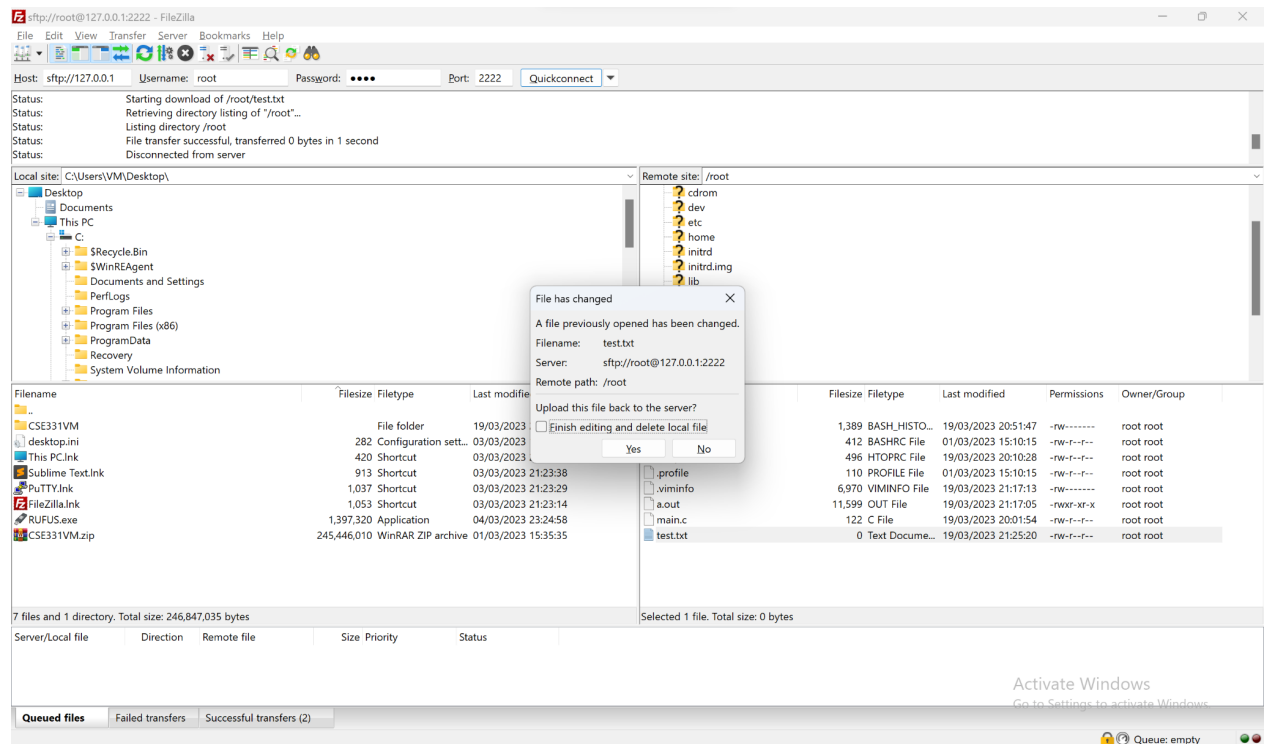 sftp://root@127.0.0.1:2222 - FileZilla
File Edit View Transfer Server Bookmarks Help
Host: sftp://127.0.0.1 Username: root Password: •••• Port: 2222 Quickconnect
Status: Starting download of /root/test.txt
Status: Retrieving directory listing of "/root"...
Status: Listing directory /root
Status: File transfer successful, transferred 0 bytes in 1 second
Status: Disconnected from server
Local site: C:\Users\VM\Desktop\
Desktop
Documents
This PC
C:
$Recycle.Bin
$WinREAgent
Documents and Settings
PerfLogs
Program Files
Program Files (x86)
ProgramData
Recovery
System Volume Information
Remote site: /root
cdrom
dev
etc
home
initrd
initrd.img
lib
File has changed
A file previously opened has been changed.
Filename: test.txt
Server: sftp://root@127.0.0.1:2222
Remote path: /root
Upload this file back to the server?
Finish editing and delete local file
Yes No
Filename Filesize Filetype Last modifie
..
CSE331VM File folder 19/03/2023
desktop.ini 282 Configuration sett... 03/03/2023
This PC.lnk 420 Shortcut 03/03/2023
Sublime Text.lnk 913 Shortcut 03/03/2023 21:23:38
PuTTY.lnk 1,037 Shortcut 03/03/2023 21:23:29
FileZilla.lnk 1,053 Shortcut 03/03/2023 21:23:14
RUFUS.exe 1,397,320 Application 04/03/2023 23:24:58
CSE331VM.zip 245,446,010 WinRAR ZIP archive 01/03/2023 15:35:35
7 files and 1 directory. Total size: 246,847,035 bytes
Filesize Filetype Last modified Permissions Owner/Group
1,389 BASH_HISTO... 19/03/2023 20:51:47 -rw------- root root
412 BASHRC File 01/03/2023 15:10:15 -rw-r--r-- root root
496 HTOPRC File 19/03/2023 20:10:28 -rw-r--r-- root root
.profile 110 PROFILE File 01/03/2023 15:10:15 -rw-r--r-- root root
.viminfo 6,970 VIMINFO File 19/03/2023 21:17:13 -rw------- root root
a.out 11,599 OUT File 19/03/2023 21:17:05 -rwxr-xr-x root root
main.c 122 C File 19/03/2023 20:01:54 -rw-r--r-- root root
test.txt 0 Text Docume... 19/03/2023 21:25:20 -rw-r--r-- root root
Selected 1 file. Total size: 0 bytes
Server/Local file Direction Remote file Size Priority Status
Activate Windows
Go to Settings to activate Windows.
Queued files Failed transfers Successful transfers (2)
Queue: empty